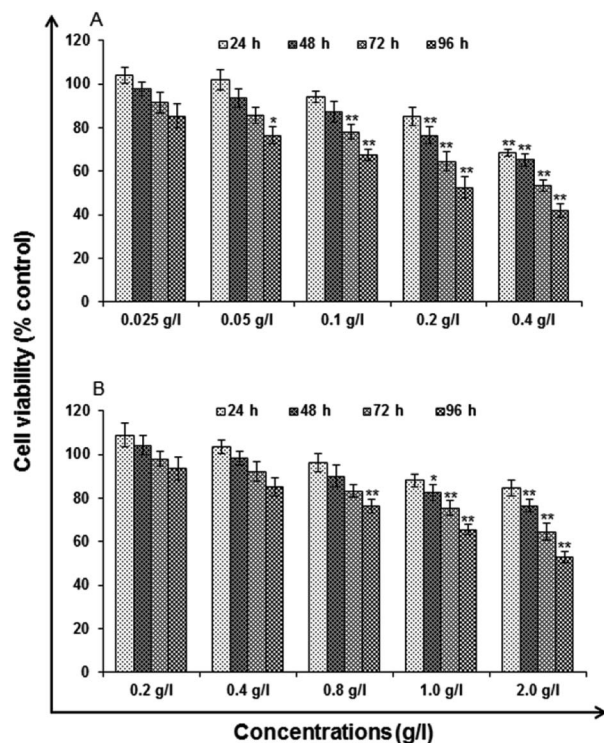 A
24 h 48 h 72 h 96 h
120
100
80
60
40
20
0
* ** ** ** ** ** ** ** ** **
0.025 g/l 0.05 g/l 0.1 g/l 0.2 g/l 0.4 g/l
B
24 h 48 h 72 h 96 h
120
100
80
60
40
20
0
** * ** ** ** ** **
0.2 g/l 0.4 g/l 0.8 g/l 1.0 g/l 2.0 g/l
Cell viability (% control)
Concentrations (g/l)